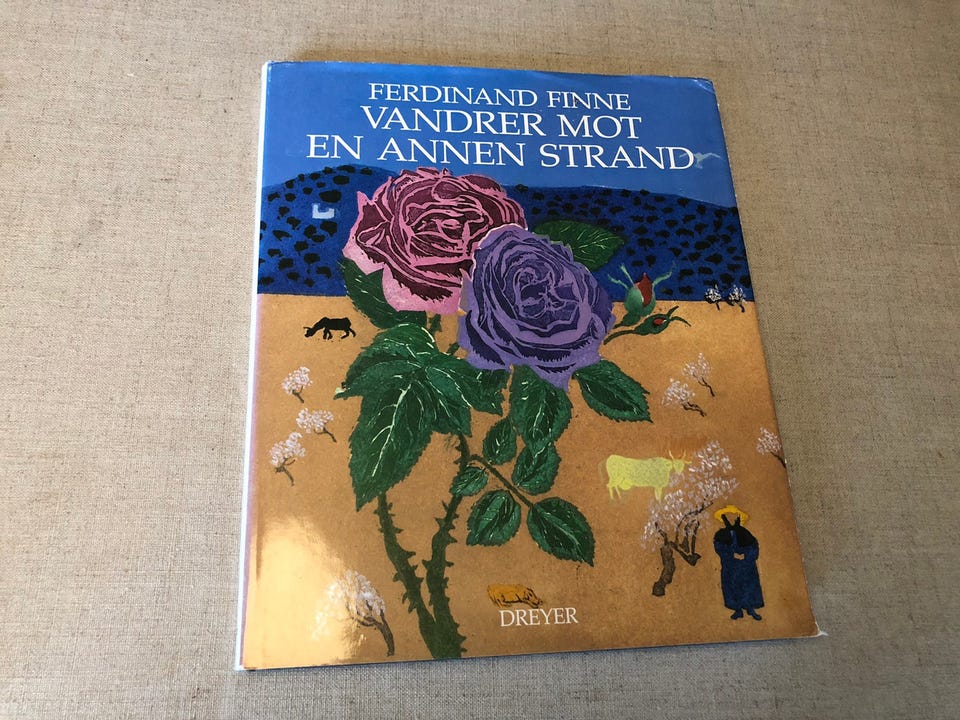 FERDINAND FINNE
VANDRER MOT
EN ANNEN STRAND
DREYER